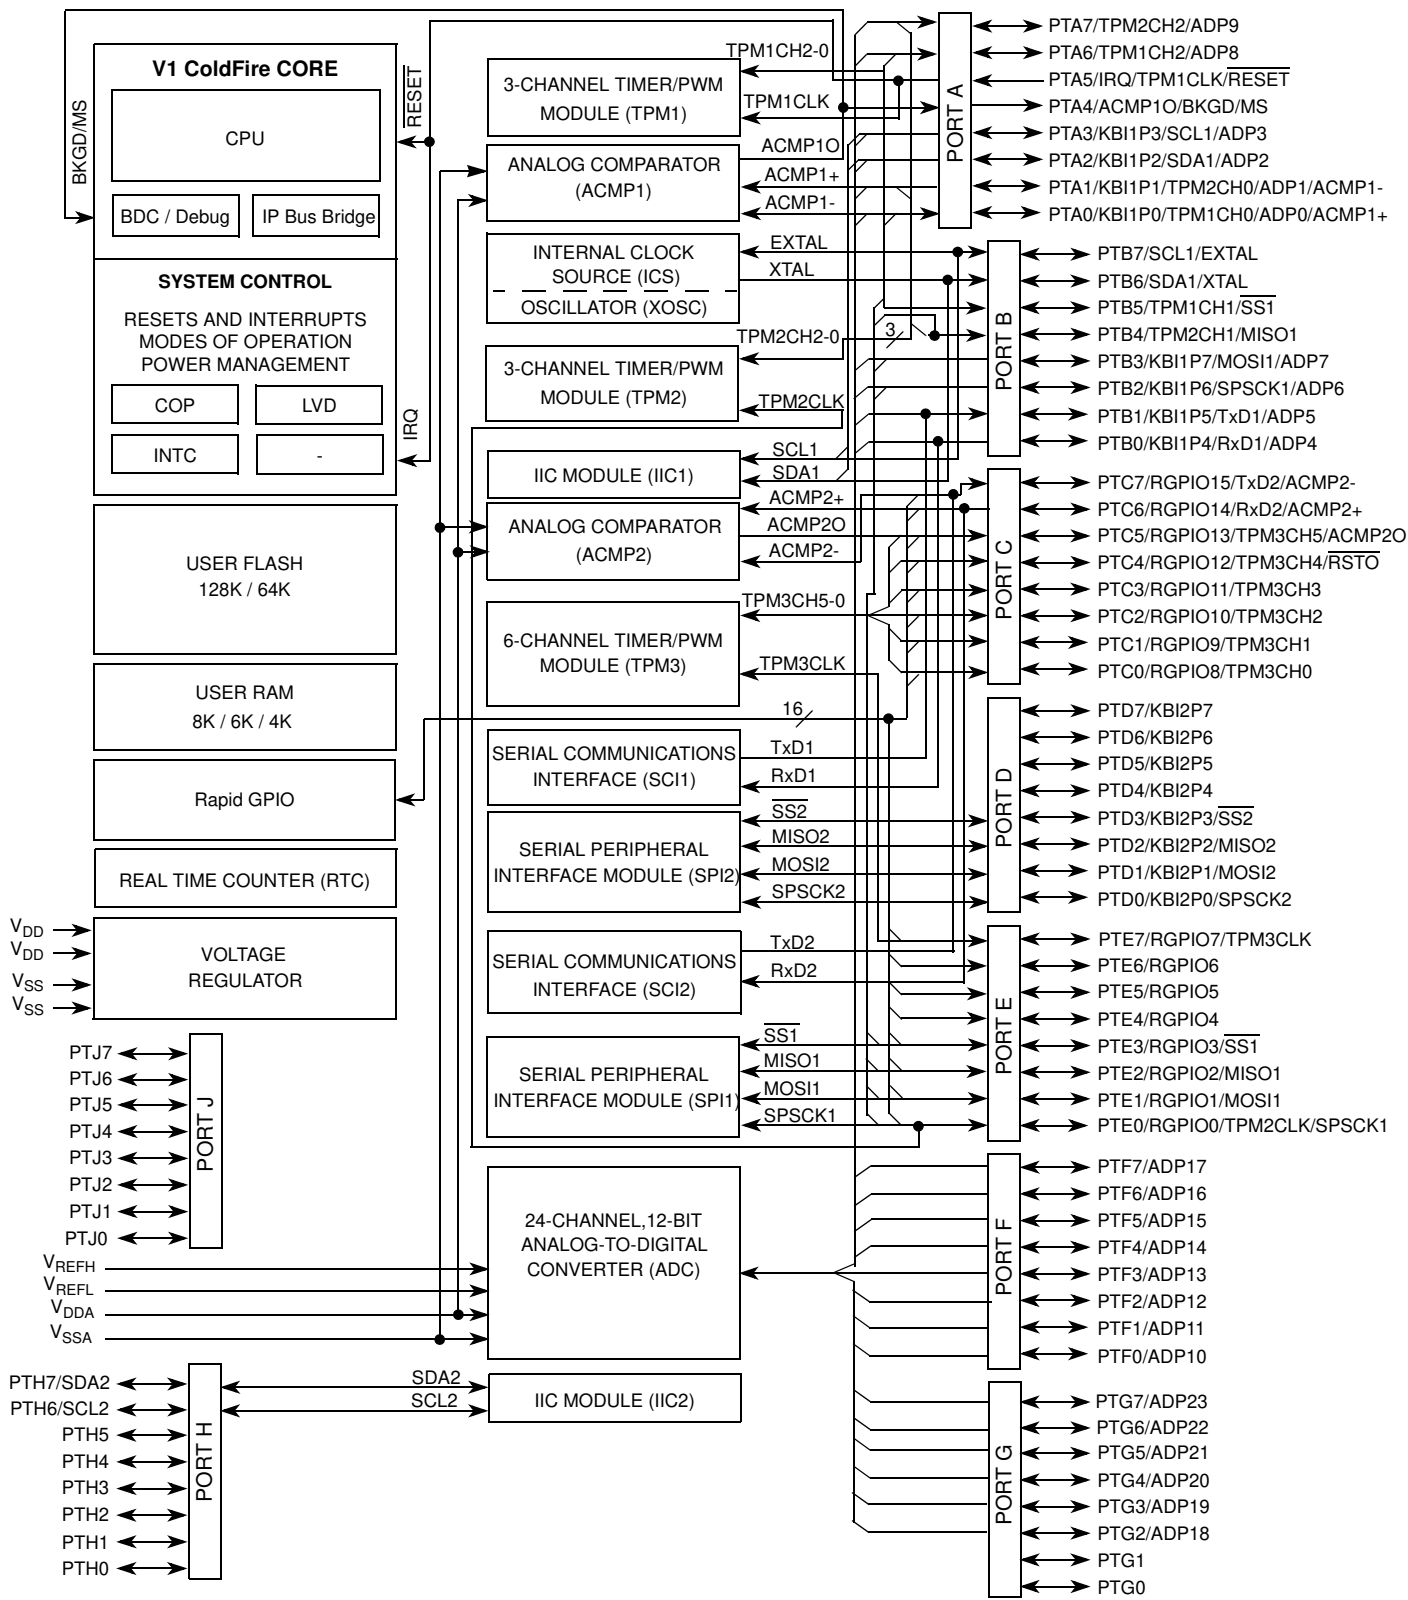 V1 ColdFire CORE
CPU
BDC / Debug
IP Bus Bridge
BKGD/MS
RESET
SYSTEM CONTROL
RESETS AND INTERRUPTS
MODES OF OPERATION
POWER MANAGEMENT
COP
LVD
INTC
-
IRQ
USER FLASH
128K / 64K
USER RAM
8K / 6K / 4K
Rapid GPIO
REAL TIME COUNTER (RTC)
VDD
VDD
VSS
VSS
VOLTAGE
REGULATOR
PTJ7
PTJ6
PTJ5
PTJ4
PTJ3
PTJ2
PTJ1
PTJ0
PORT J
VREFH
VREFL
VDDA
VSSA
PTH7/SDA2
PTH6/SCL2
PTH5
PTH4
PTH3
PTH2
PTH1
PTH0
PORT H
SDA2
SCL2
3-CHANNEL TIMER/PWM
MODULE (TPM1)
TPM1CH2-0
TPM1CLK
ANALOG COMPARATOR
(ACMP1)
ACMP1O
ACMP1+
ACMP1-
INTERNAL CLOCK
SOURCE (ICS)
OSCILLATOR (XOSC)
EXTAL
XTAL
3-CHANNEL TIMER/PWM
MODULE (TPM2)
TPM2CH2-0
3
TPM2CLK
IIC MODULE (IIC1)
SCL1
SDA1
ANALOG COMPARATOR
(ACMP2)
ACMP2+
ACMP2O
ACMP2-
6-CHANNEL TIMER/PWM
MODULE (TPM3)
TPM3CH5-0
TPM3CLK
16
SERIAL COMMUNICATIONS
INTERFACE (SCI1)
TxD1
RxD1
SERIAL PERIPHERAL
INTERFACE MODULE (SPI2)
SS2
MISO2
MOSI2
SPSCK2
SERIAL COMMUNICATIONS
INTERFACE (SCI2)
TxD2
RxD2
SERIAL PERIPHERAL
INTERFACE MODULE (SPI1)
SS1
MISO1
MOSI1
SPSCK1
24-CHANNEL,12-BIT
ANALOG-TO-DIGITAL
CONVERTER (ADC)
IIC MODULE (IIC2)
PORT A
PTA7/TPM2CH2/ADP9
PTA6/TPM1CH2/ADP8
PTA5/IRQ/TPM1CLK/RESET
PTA4/ACMP1O/BKGD/MS
PTA3/KBI1P3/SCL1/ADP3
PTA2/KBI1P2/SDA1/ADP2
PTA1/KBI1P1/TPM2CH0/ADP1/ACMP1-
PTA0/KBI1P0/TPM1CH0/ADP0/ACMP1+
PORT B
PTB7/SCL1/EXTAL
PTB6/SDA1/XTAL
PTB5/TPM1CH1/SS1
PTB4/TPM2CH1/MISO1
PTB3/KBI1P7/MOSI1/ADP7
PTB2/KBI1P6/SPSCK1/ADP6
PTB1/KBI1P5/TxD1/ADP5
PTB0/KBI1P4/RxD1/ADP4
PORT C
PTC7/RGPIO15/TxD2/ACMP2-
PTC6/RGPIO14/RxD2/ACMP2+
PTC5/RGPIO13/TPM3CH5/ACMP2O
PTC4/RGPIO12/TPM3CH4/RSTO
PTC3/RGPIO11/TPM3CH3
PTC2/RGPIO10/TPM3CH2
PTC1/RGPIO9/TPM3CH1
PTC0/RGPIO8/TPM3CH0
PORT D
PTD7/KBI2P7
PTD6/KBI2P6
PTD5/KBI2P5
PTD4/KBI2P4
PTD3/KBI2P3/SS2
PTD2/KBI2P2/MISO2
PTD1/KBI2P1/MOSI2
PTD0/KBI2P0/SPSCK2
PORT E
PTE7/RGPIO7/TPM3CLK
PTE6/RGPIO6
PTE5/RGPIO5
PTE4/RGPIO4
PTE3/RGPIO3/SS1
PTE2/RGPIO2/MISO1
PTE1/RGPIO1/MOSI1
PTE0/RGPIO0/TPM2CLK/SPSCK1
PORT F
PTF7/ADP17
PTF6/ADP16
PTF5/ADP15
PTF4/ADP14
PTF3/ADP13
PTF2/ADP12
PTF1/ADP11
PTF0/ADP10
PORT G
PTG7/ADP23
PTG6/ADP22
PTG5/ADP21
PTG4/ADP20
PTG3/ADP19
PTG2/ADP18
PTG1
PTG0